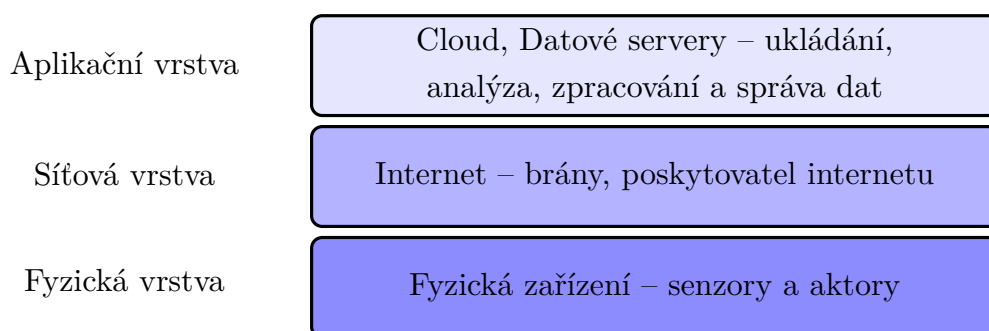 Aplikační vrstva
Cloud, Datové servery – ukládání,
analýza, zpracování a správa dat
Síťová vrstva
Internet – brány, poskytovatel internetu
Fyzická vrstva
Fyzická zařízení – senzory a aktory